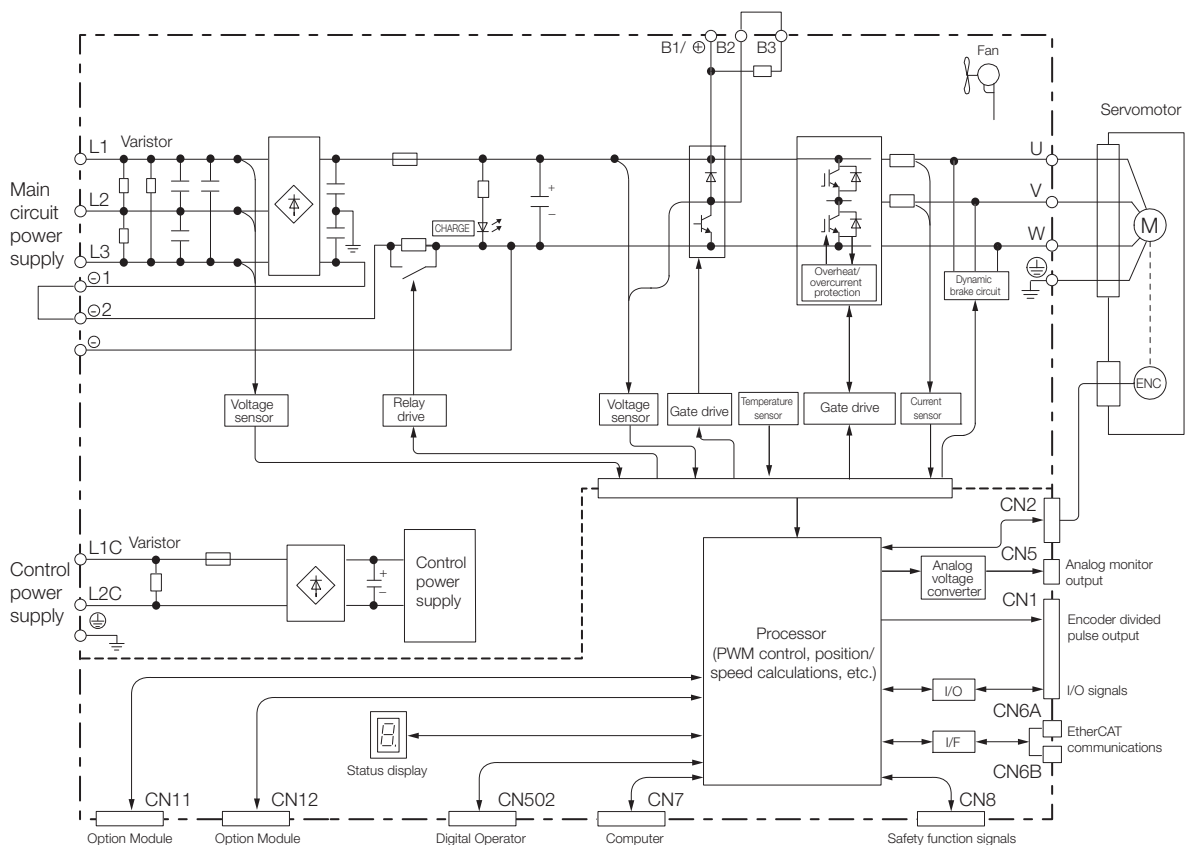 B1/ ⊕ B2 B3
Fan
Servomotor
Main
circuit
power
supply
L1 Varistor
L2
L3
⊖ 1
⊖ 2
⊖
CHARGE
+
−
Overheat/
overcurrent
protection
U
V
W
M
Dynamic
brake circuit
ENC
Voltage
sensor
Relay
drive
Voltage
sensor
Gate drive
Temperature
sensor
Gate drive
Current
sensor
Control
power
supply
L1C Varistor
L2C
+
−
Control
power
supply
Processor
(PWM control, position/
speed calculations, etc.)
CN2
CN5
Analog
voltage
converter
Analog monitor
output
CN1
Encoder divided
pulse output
I/O
I/O signals
CN6A
I/F
EtherCAT
communications
CN6B
8.
Status display
CN11
Option Module
CN12
Option Module
CN502
Digital Operator
CN7
Computer
CN8
Safety function signals